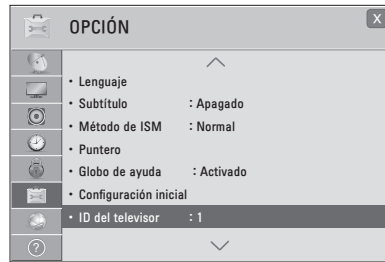 OPCIÓN
X
• Lenguaje
• Subtítulo : Apagado
• Método de ISM : Normal
• Puntero
• Globo de ayuda : Activado
• Configuración inicial
• ID del televisor : 1
?